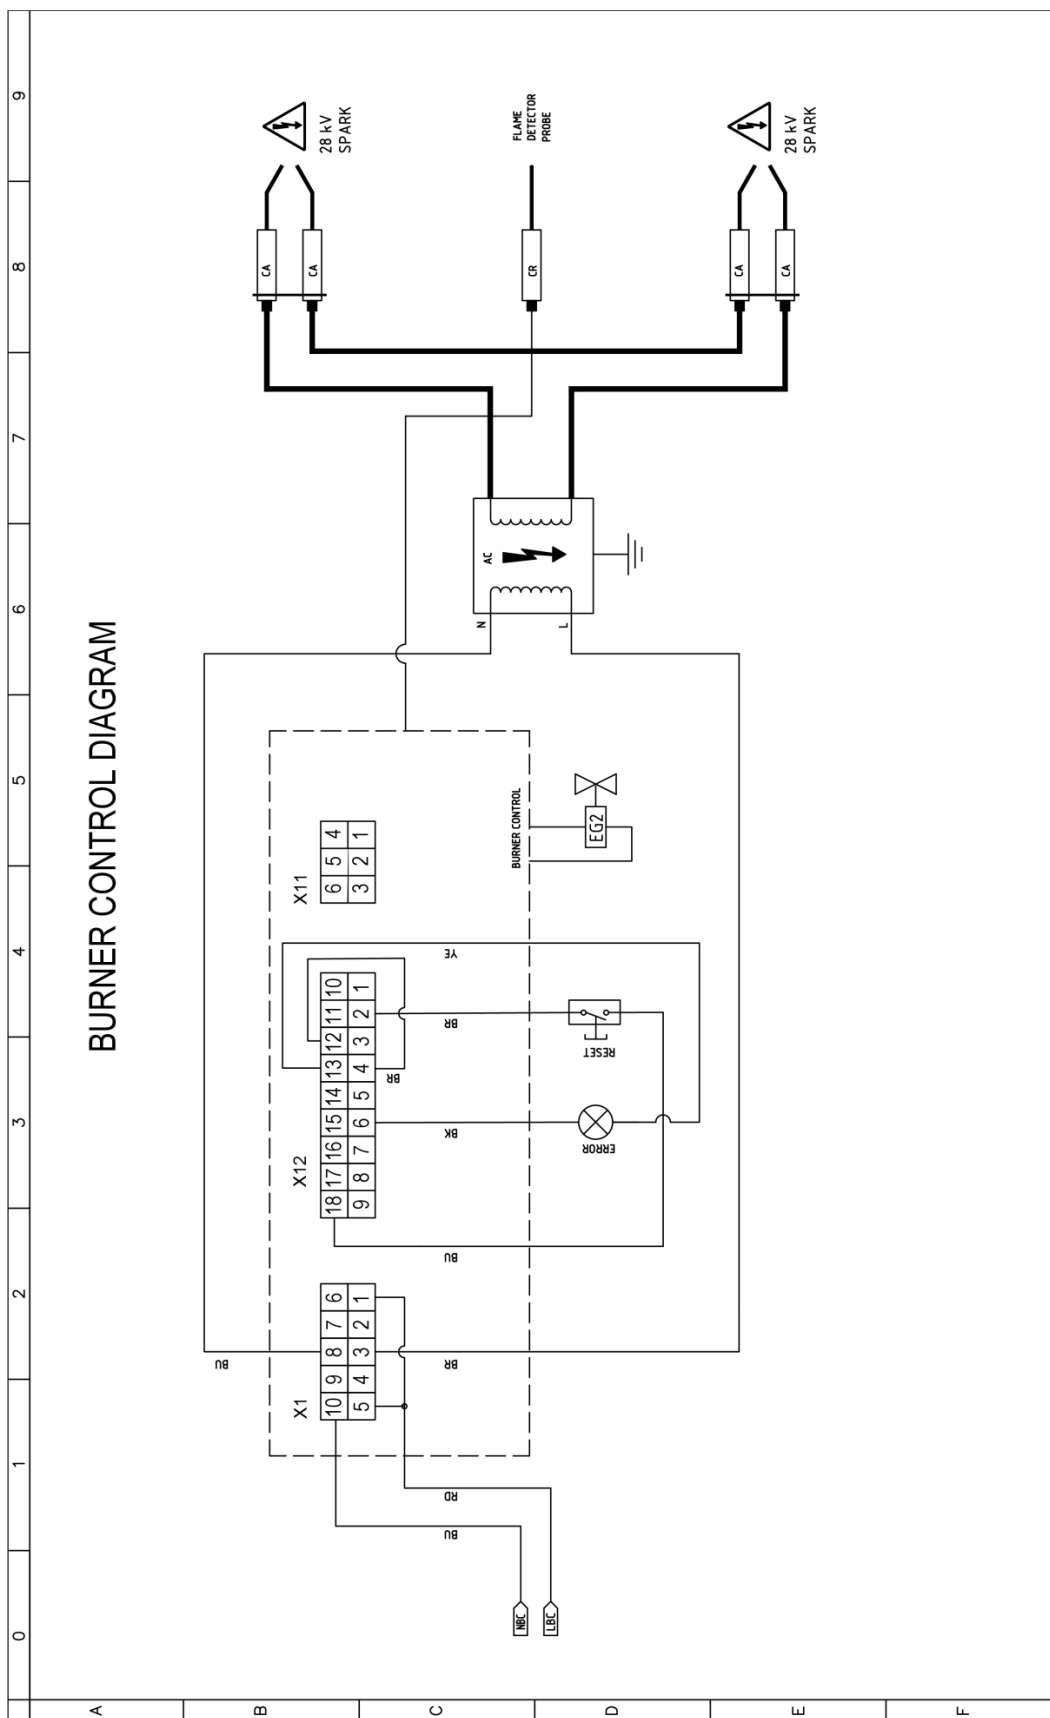 BURNER CONTROL DIAGRAM
0 1 2 3 4 5 6 7 8 9
A
B
C
D
E
F
NBC
LBC
BU
RD
X1
10 9 8 7 6
5 4 3 2 1
BU
BR
X12
18 17 16 15 14 13 12 11 10
9 8 7 6 5 4 3 2 1
BU
BK
BR
BR
YE
ERROR
RESET
X11
6 5 4
3 2 1
BURNER CONTROL
EG2
N
L
AC
CA
CA
28 kV
SPARK
CR
FLAME
DETECTOR
PROBE
CA
CA
28 kV
SPARK